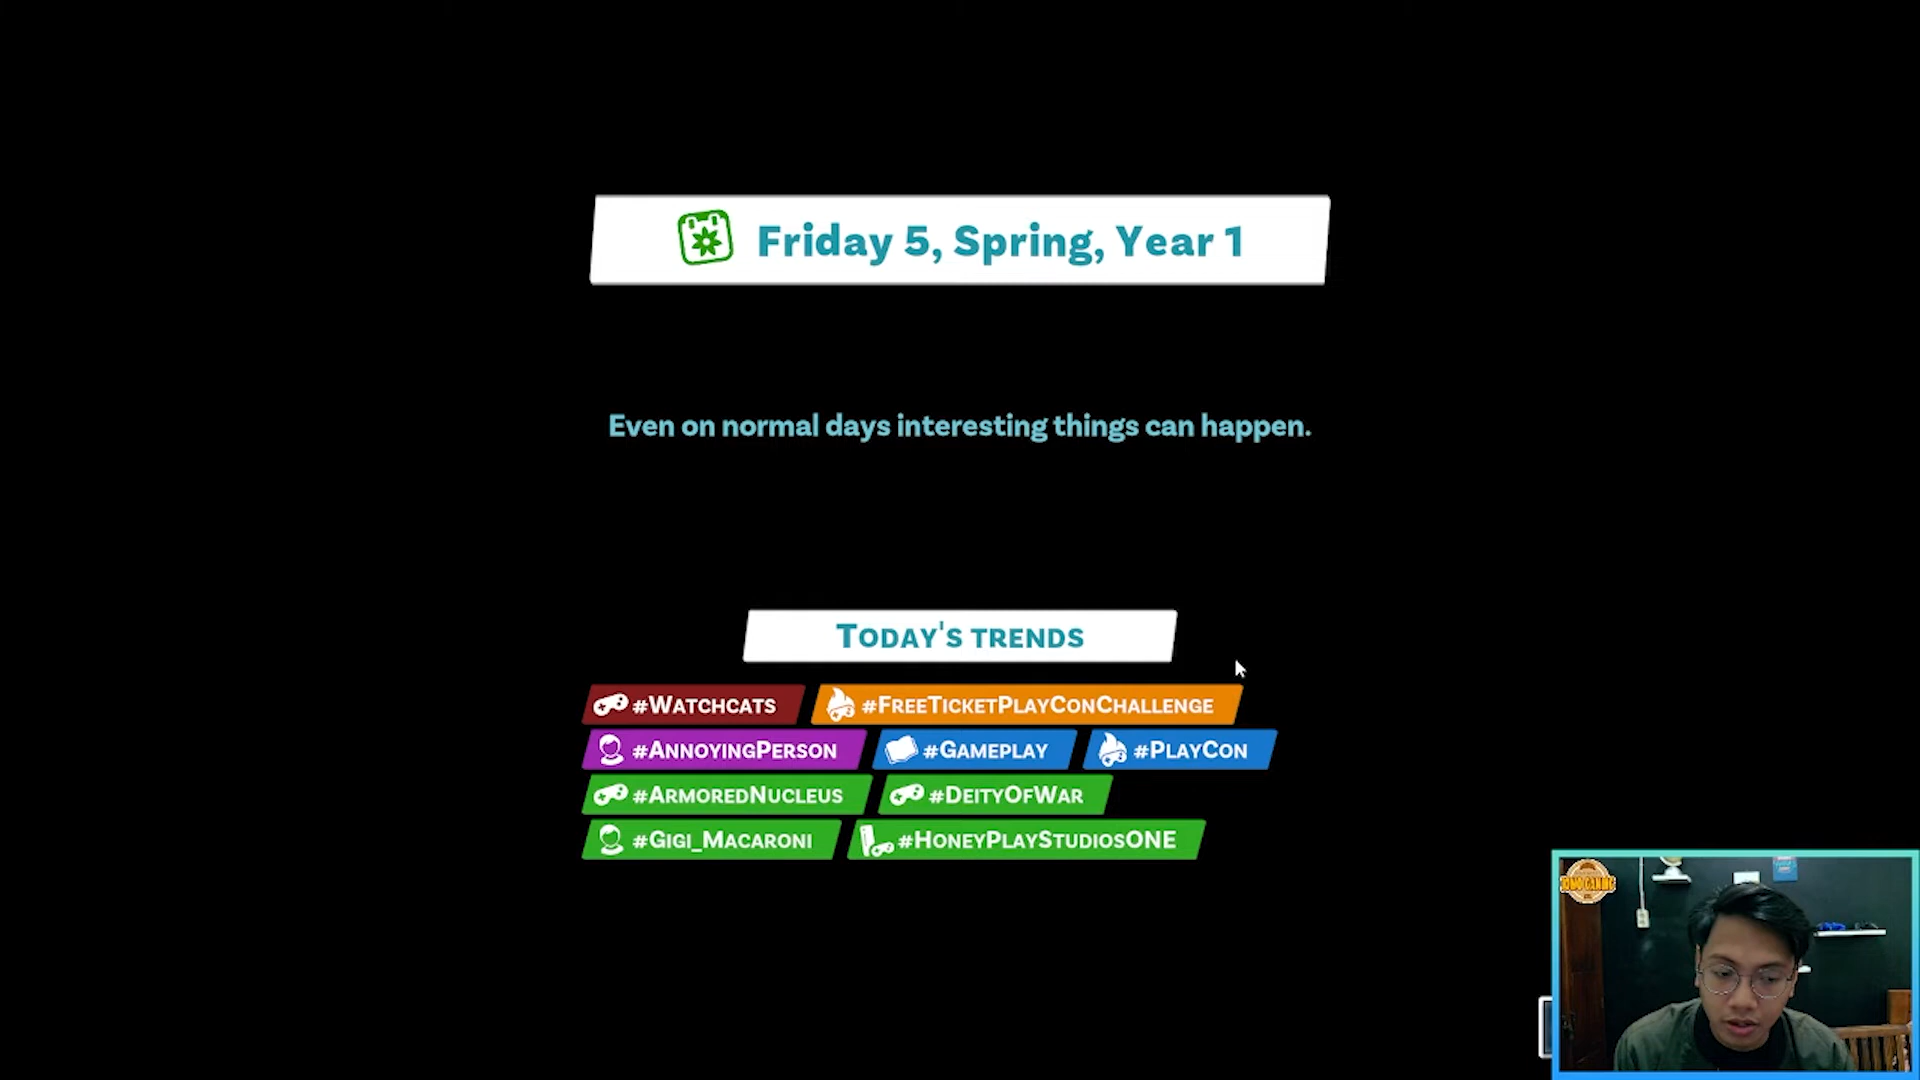 Friday 5, Spring, Year 1
Even on normal days interesting things can happen.
TODAY'S TRENDS
#WATCHCATS #FREETICKETPLAYCONCHALLENGE
#ANNOYINGPERSON #GAMEPLAY #PLAYCON
#ARMOREDNUCLEUS #DEITYOFWAR
#GIGI_MACARONI #HONEYPLAYSTUDIOSONE